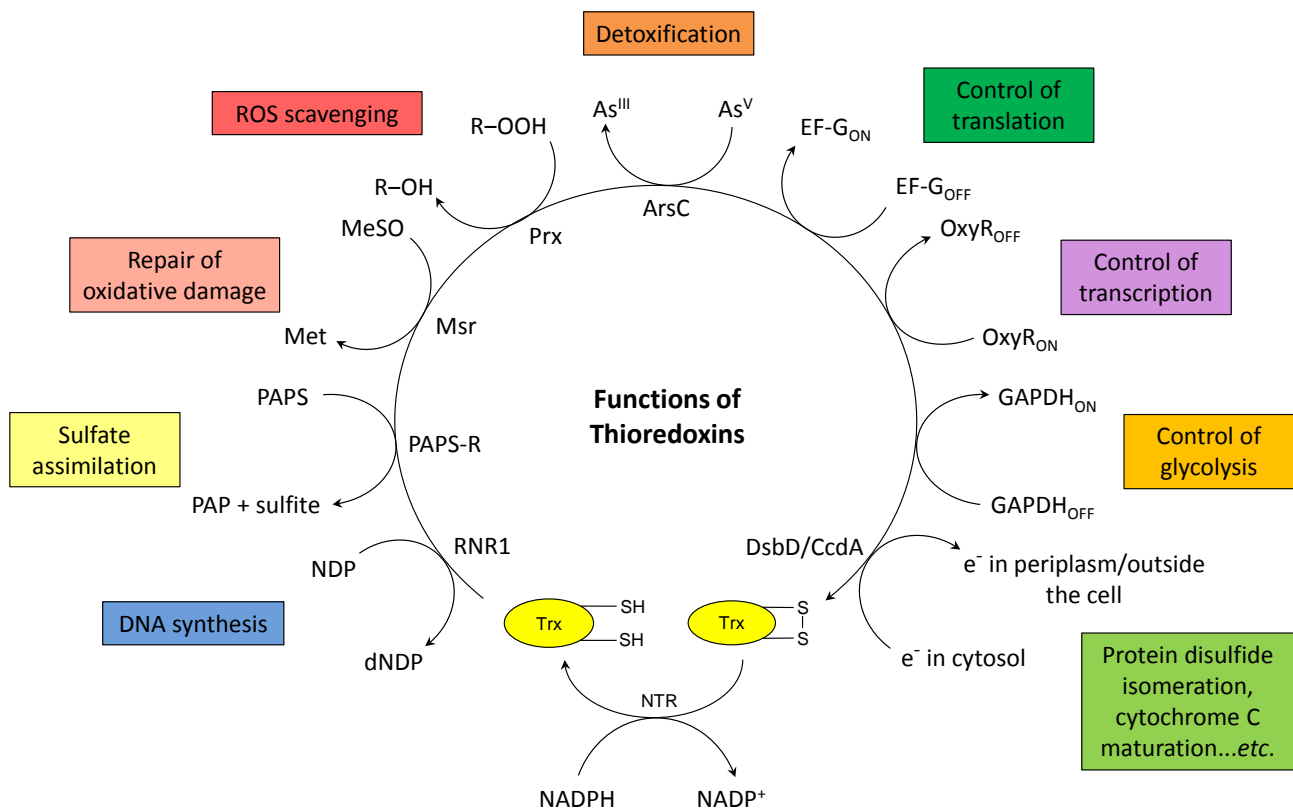 Detoxification
ROS scavenging
Control of
translation
R–OOH
As^III
As^V
EF-G_ON
R–OH
ArsC
EF-G_OFF
MeSO
Prx
OxyR_OFF
Repair of
oxidative damage
Control of
transcription
Msr
Met
OxyR_ON
PAPS
Functions of
Thioredoxins
GAPDH_ON
Sulfate
assimilation
PAPS-R
Control of
glycolysis
PAP + sulfite
GAPDH_OFF
RNR1
DsbD/CcdA
NDP
e⁻ in periplasm/outside
the cell
DNA synthesis
Trx
SH
SH
Trx
S
S
dNDP
e⁻ in cytosol
Protein disulfide
isomeration,
cytochrome C
maturation...etc.
NTR
NADPH
NADP⁺